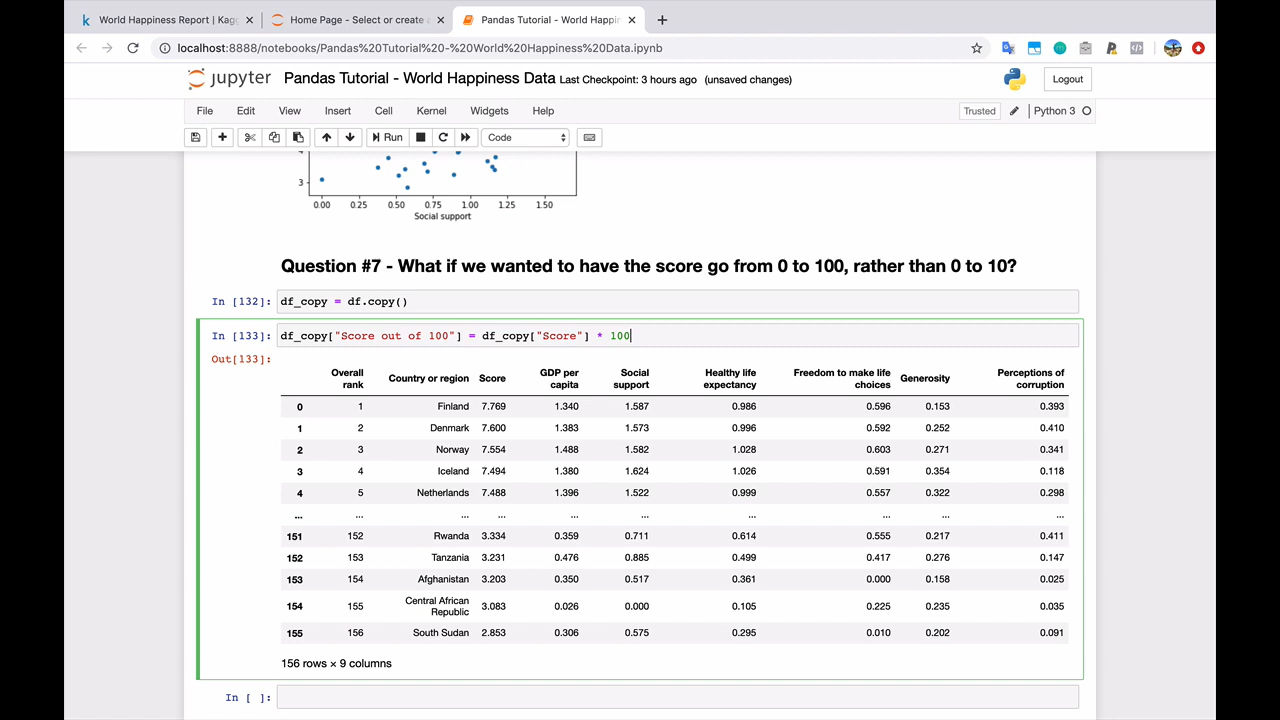 World Happiness Report | Kagg
Home Page - Select or create a
Pandas Tutorial - World Happin
localhost:8888/notebooks/Pandas%20Tutorial%20-%20World%20Happiness%20Data.ipynb
jupyter Pandas Tutorial - World Happiness Data Last Checkpoint: 3 hours ago (unsaved changes) Logout
File Edit View Insert Cell Kernel Widgets Help Trusted Python 3
Run Code
3
0.00 0.25 0.50 0.75 1.00 1.25 1.50
Social support
Question #7 - What if we wanted to have the score go from 0 to 100, rather than 0 to 10?
In [132]: df_copy = df.copy()
In [133]: df_copy["Score out of 100"] = df_copy["Score"] * 100
Out[133]:
Overall rank Country or region Score GDP per capita Social support Healthy life expectancy Freedom to make life choices Generosity Perceptions of corruption
0 1 Finland 7.769 1.340 1.587 0.986 0.596 0.153 0.393
1 2 Denmark 7.600 1.383 1.573 0.996 0.592 0.252 0.410
2 3 Norway 7.554 1.488 1.582 1.028 0.603 0.271 0.341
3 4 Iceland 7.494 1.380 1.624 1.026 0.591 0.354 0.118
4 5 Netherlands 7.488 1.396 1.522 0.999 0.557 0.322 0.298
... ... ... ... ... ... ... ... ... ...
151 152 Rwanda 3.334 0.359 0.711 0.614 0.555 0.217 0.411
152 153 Tanzania 3.231 0.476 0.885 0.499 0.417 0.276 0.147
153 154 Afghanistan 3.203 0.350 0.517 0.361 0.000 0.158 0.025
154 155 Central African Republic 3.083 0.026 0.000 0.105 0.225 0.235 0.035
155 156 South Sudan 2.853 0.306 0.575 0.295 0.010 0.202 0.091
156 rows × 9 columns
In [ ]: